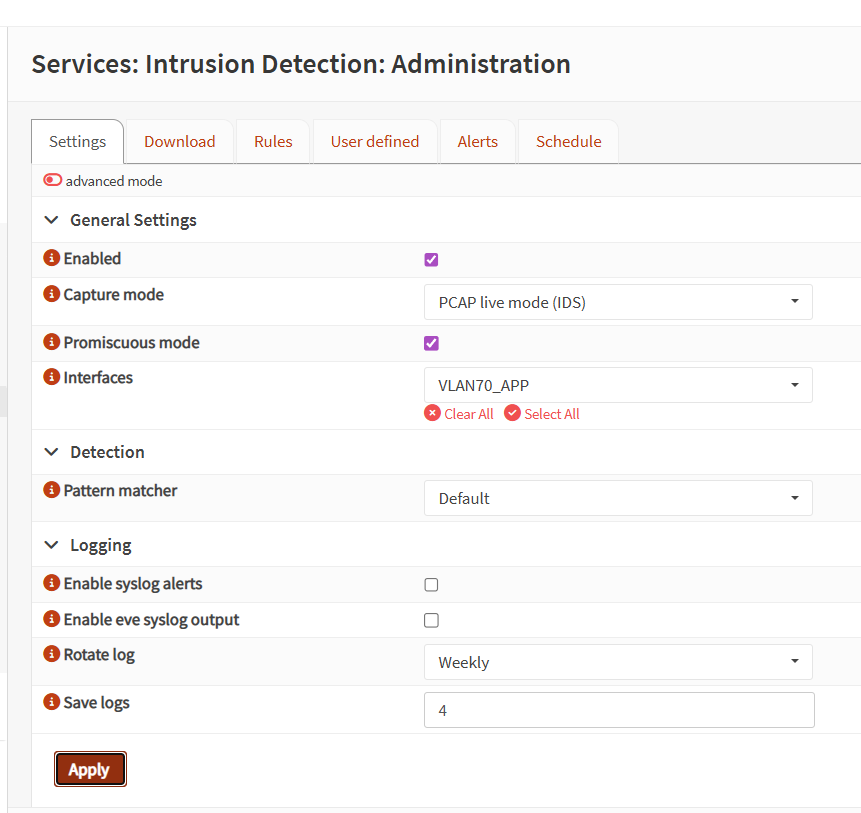 Services: Intrusion Detection: Administration
Settings Download Rules User defined Alerts Schedule
advanced mode
General Settings
Enabled
Capture mode PCAP live mode (IDS)
Promiscuous mode
Interfaces VLAN70_APP
Clear All Select All
Detection
Pattern matcher Default
Logging
Enable syslog alerts
Enable eve syslog output
Rotate log Weekly
Save logs 4
Apply